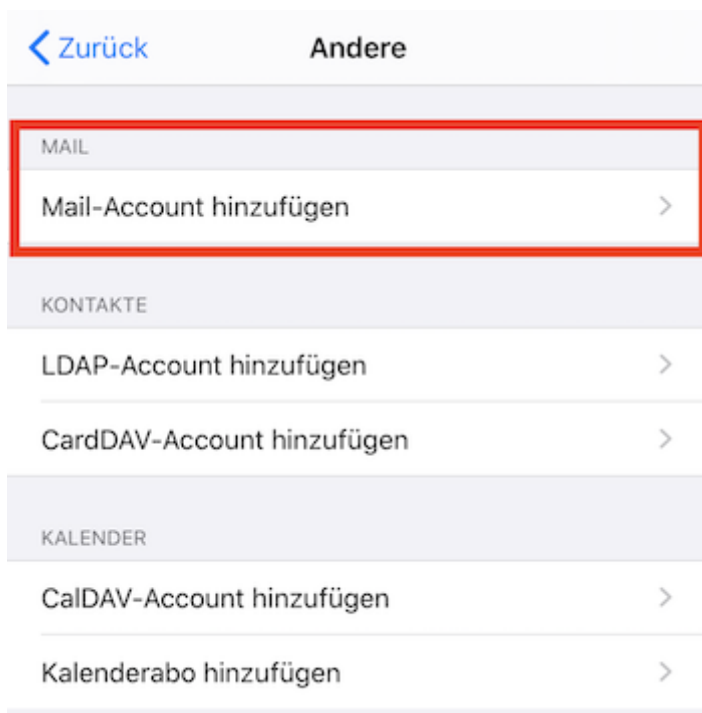 Zurück Andere
MAIL
Mail-Account hinzufügen
KONTAKTE
LDAP-Account hinzufügen
CardDAV-Account hinzufügen
KALENDER
CalDAV-Account hinzufügen
Kalenderabo hinzufügen